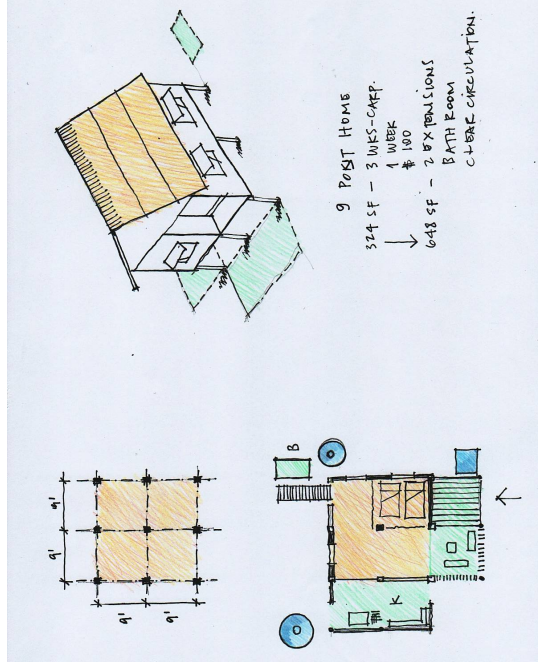 9 POINT HOME
324 SF - 3 WKS-CARP.
1 WEEK
$ 100
648 SF - 2 EXTENSIONS
BATH ROOM
CLEAR CIRCULATION.
9'
9'
9'
9'
B
K